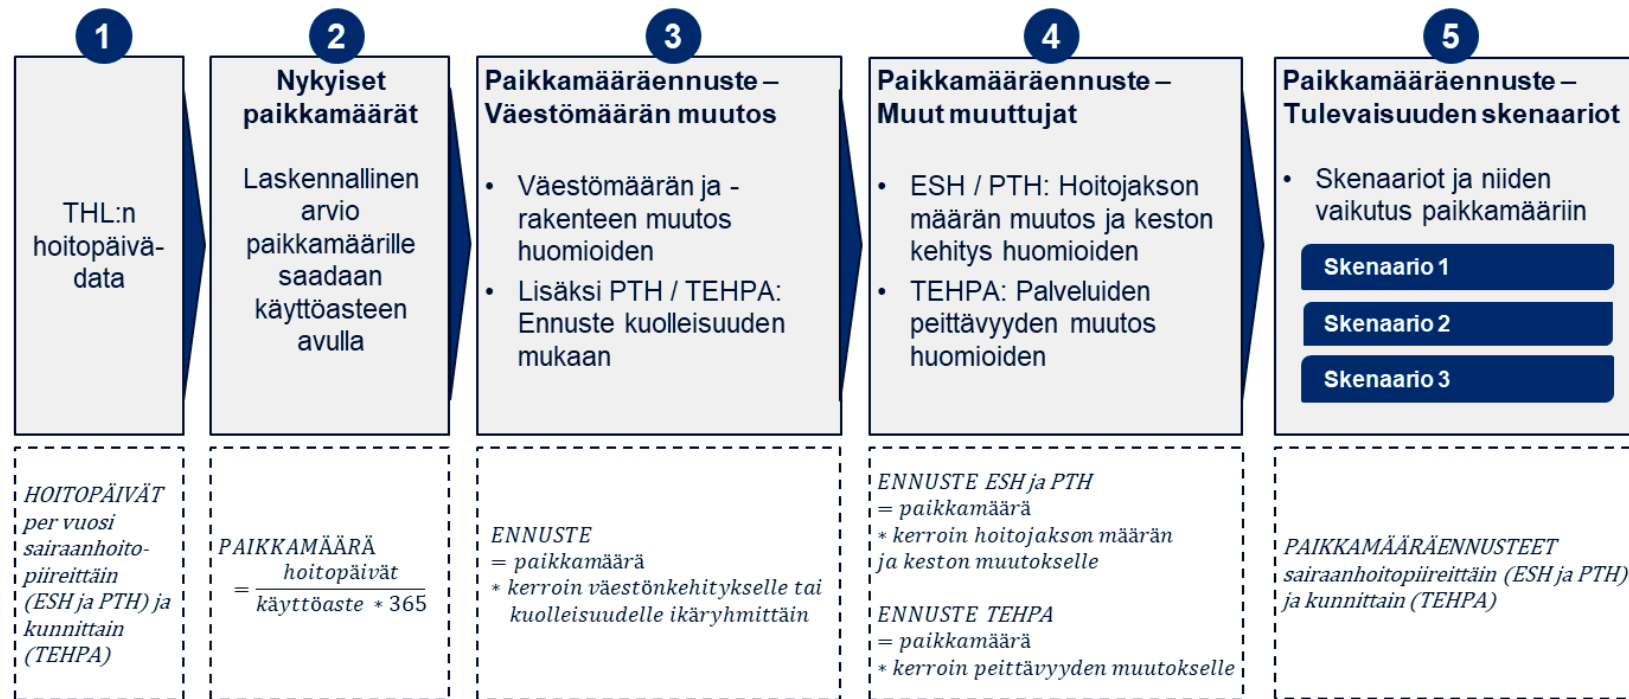 1
THL:n
hoitopäivä-
data
HOITOPÄIVÄT
per vuosi
sairaanhoito-
piireittäin
(ESH ja PTH) ja
kunnittain
(TEHPA)
2
Nykyiset
paikkamäärät
Laskennallinen
arvio
paikkamäärille
saadaan
käyttöasteen
avulla
PAIKKAMÄÄRÄ
= hoitopäivät
käyttöaste * 365
3
Paikkamääräennuste –
Väestömäärän muutos
• Väestömäärän ja -
rakenteen muutos
huomioiden
• Lisäksi PTH / TEHPA:
Ennuste kuolleisuuden
mukaan
ENNUSTE
= paikkamäärä
* kerroin väestönkehitykselle tai
kuolleisuudelle ikäryhmittäin
4
Paikkamääräennuste –
Muut muuttujat
• ESH / PTH: Hoitojakson
määrän muutos ja keston
kehitys huomioiden
• TEHPA: Palveluiden
peittävyyden muutos
huomioiden
ENNUSTE ESH ja PTH
= paikkamäärä
* kerroin hoitojakson määrän
ja keston muutokselle
ENNUSTE TEHPA
= paikkamäärä
* kerroin peittävyyden muutokselle
5
Paikkamääräennuste –
Tulevaisuuden skenaariot
• Skenaariot ja niiden
vaikutus paikkamääriin
Skenaario 1
Skenaario 2
Skenaario 3
PAIKKAMÄÄRÄENNUSTEET
sairaanhoitopiireittäin (ESH ja PTH)
ja kunnittain (TEHPA)